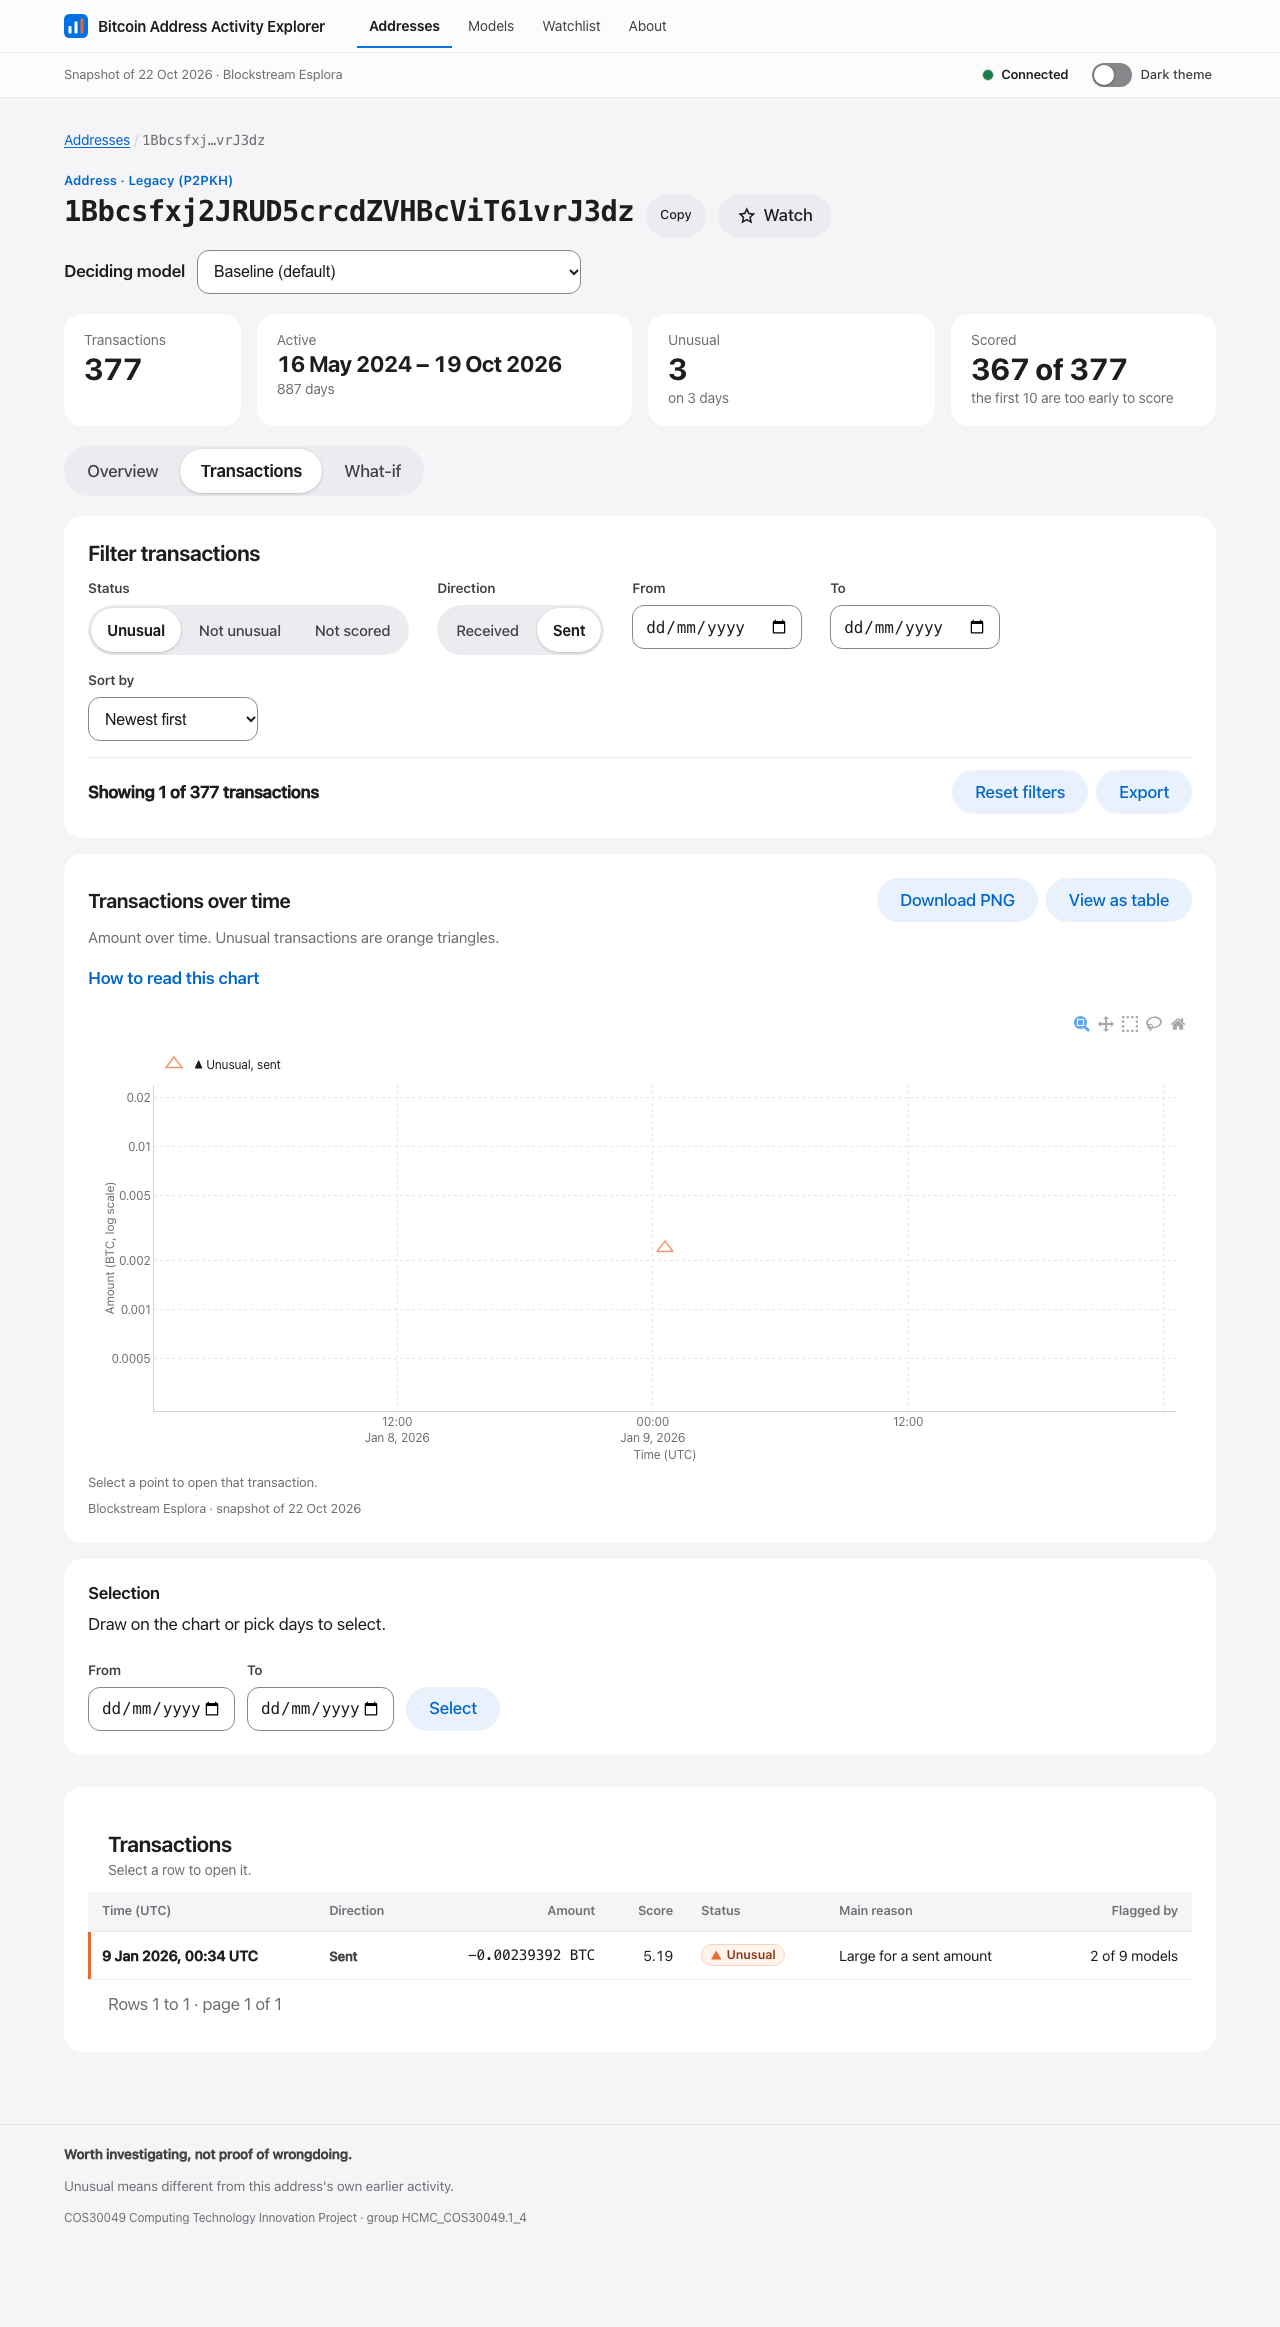 Bitcoin Address Activity Explorer
Addresses
Models
Watchlist
About
Snapshot of 22 Oct 2026 · Blockstream Esplora
Connected
Dark theme
Addresses / 1Bbcsfxj…vrJ3dz
Address · Legacy (P2PKH)
1Bbcsfxj2JRUD5crcdZVHBcViT61vrJ3dz
Copy
Watch
Deciding model
Baseline (default)
Transactions
377
Active
16 May 2024 – 19 Oct 2026
887 days
Unusual
3
on 3 days
Scored
367 of 377
the first 10 are too early to score
Overview
Transactions
What-if
Filter transactions
Status
Unusual
Not unusual
Not scored
Direction
Received
Sent
From
dd/mm/yyyy
To
dd/mm/yyyy
Sort by
Newest first
Showing 1 of 377 transactions
Reset filters
Export
Transactions over time
Download PNG
View as table
Amount over time. Unusual transactions are orange triangles.
How to read this chart
▲ Unusual, sent
Amount (BTC, log scale)
0.02
0.01
0.005
0.002
0.001
0.0005
12:00
Jan 8, 2026
00:00
Jan 9, 2026
12:00
Time (UTC)
Select a point to open that transaction.
Blockstream Esplora · snapshot of 22 Oct 2026
Selection
Draw on the chart or pick days to select.
From
dd/mm/yyyy
To
dd/mm/yyyy
Select
Transactions
Select a row to open it.
Time (UTC) Direction Amount Score Status Main reason Flagged by
9 Jan 2026, 00:34 UTC Sent −0.00239392 BTC 5.19 ▲ Unusual Large for a sent amount 2 of 9 models
Rows 1 to 1 · page 1 of 1
Worth investigating, not proof of wrongdoing.
Unusual means different from this address's own earlier activity.
COS30049 Computing Technology Innovation Project · group HCMC_COS30049.1_4